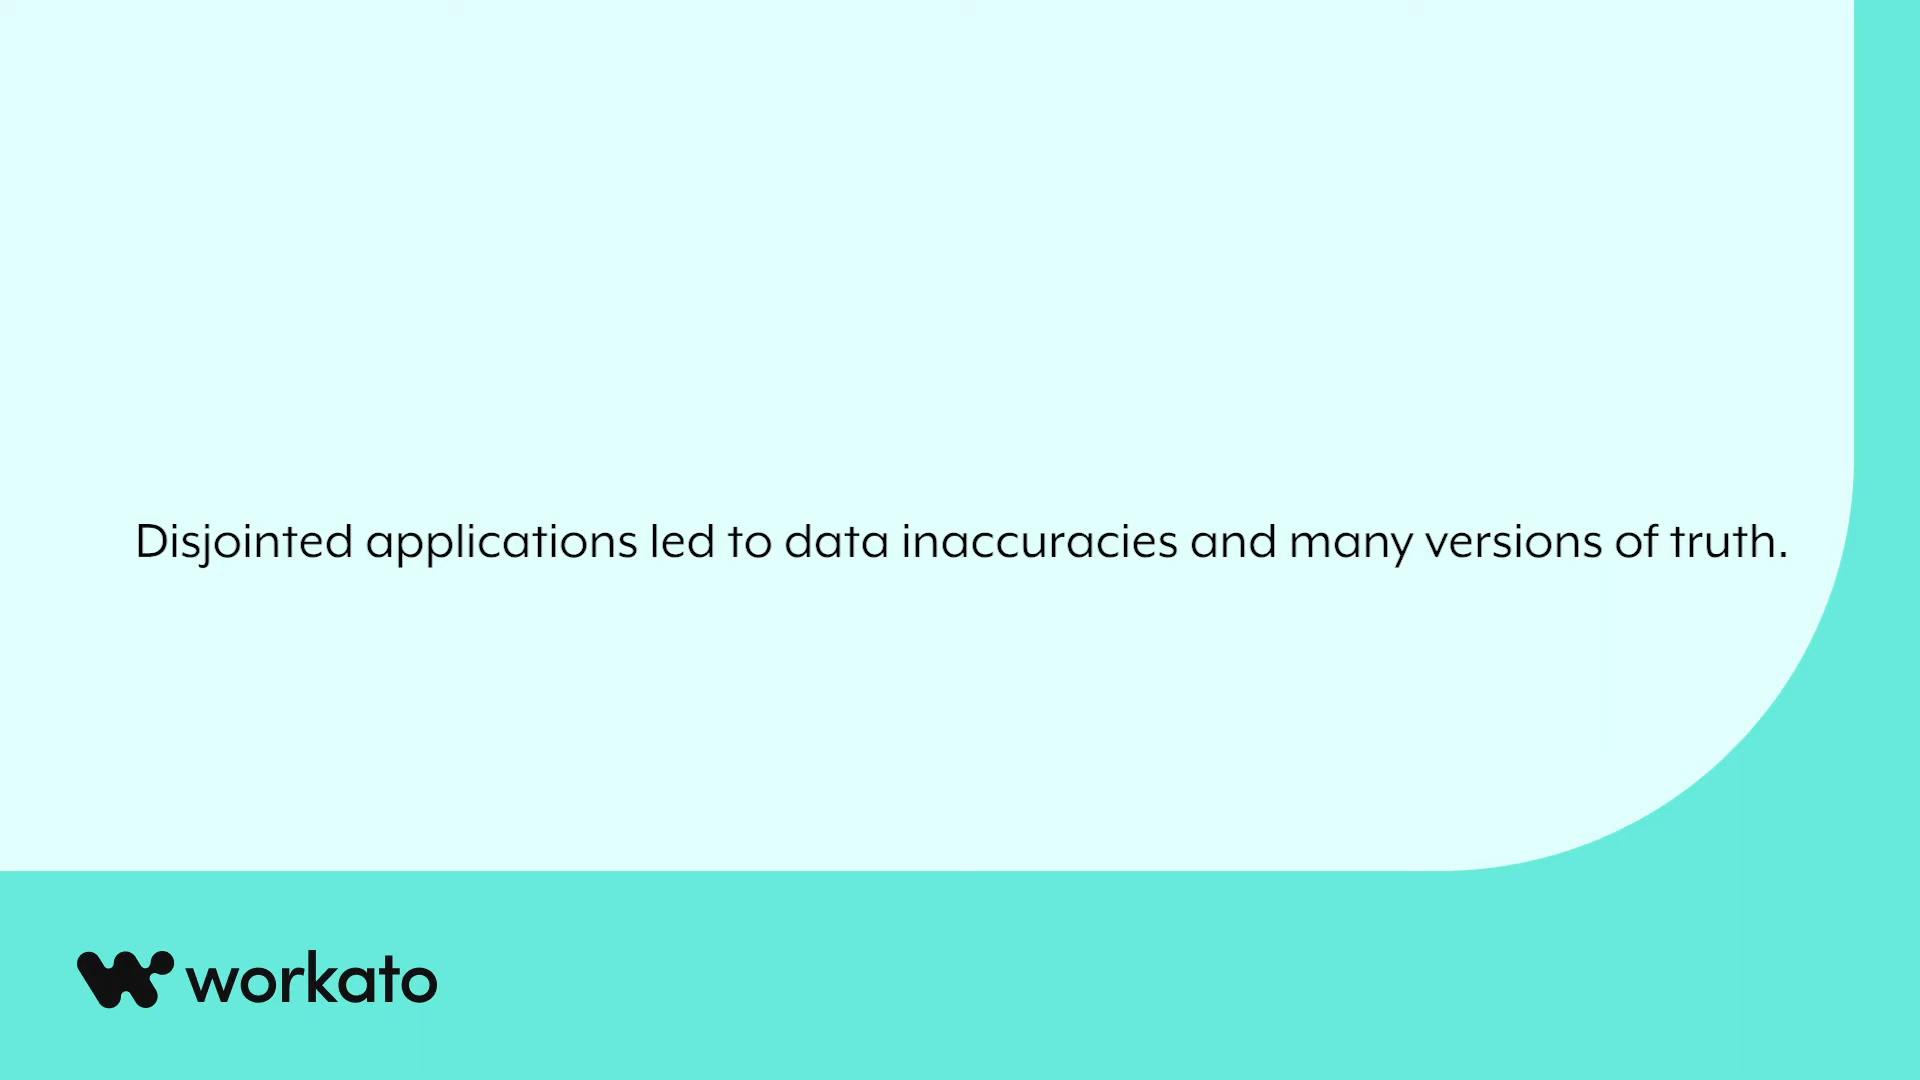 Disjointed applications led to data inaccuracies and many versions of truth.
workato